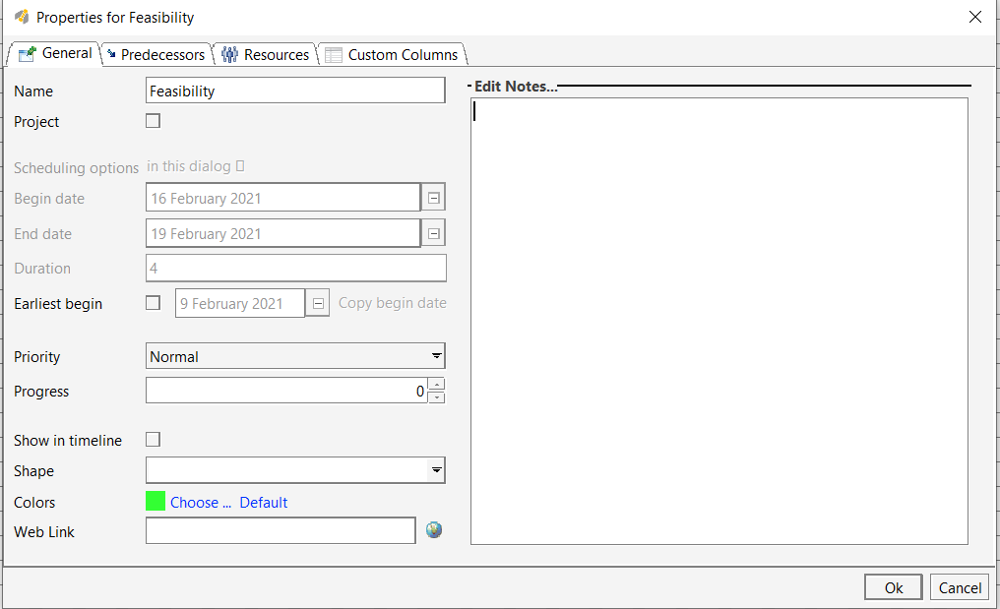 Properties for Feasibility
General Predecessors Resources Custom Columns
Name Feasibility
Project
Scheduling options in this dialog
Begin date 16 February 2021
End date 19 February 2021
Duration 4
Earliest begin 9 February 2021 Copy begin date
Priority Normal
Progress 0
Show in timeline
Shape
Colors Choose ... Default
Web Link
Edit Notes...
Ok Cancel